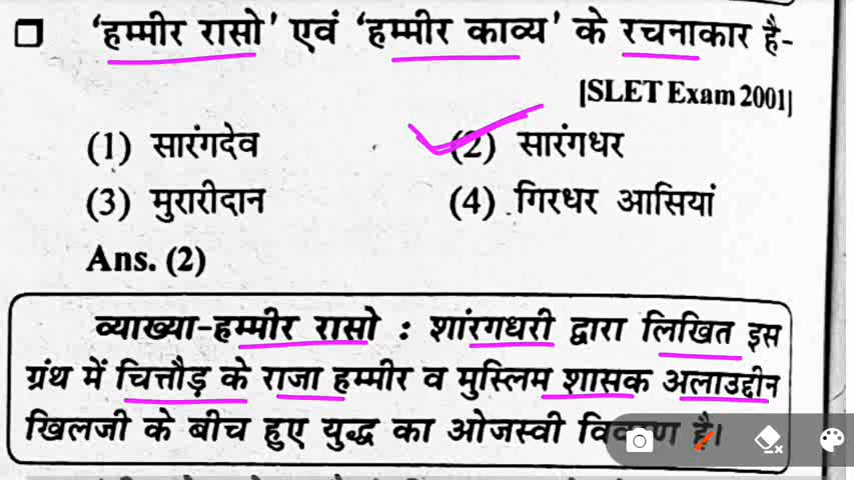 'हम्मीर रासो' एवं 'हम्मीर काव्य' के रचनाकार है-
[SLET Exam 2001]
(1) सारंगदेव (2) सारंगधर
(3) मुरारीदान (4) गिरधर आसियां
Ans. (2)
व्याख्या-हम्मीर रासो : शांरगधरी द्वारा लिखित इस
ग्रंथ में चित्तौड़ के राजा हम्मीर व मुस्लिम शासक अलाउद्दीन
खिलजी के बीच हुए युद्ध का ओजस्वी है।